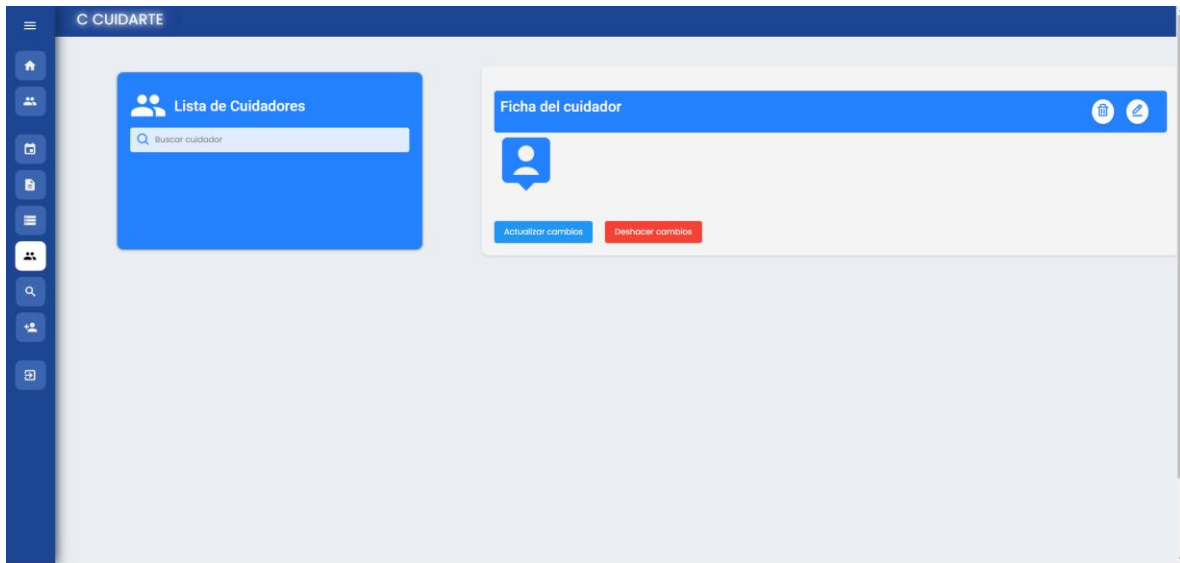 C CUIDARTE
Lista de Cuidadores
Buscar cuidador
Ficha del cuidador
Actualizar cambios
Deshacer cambios